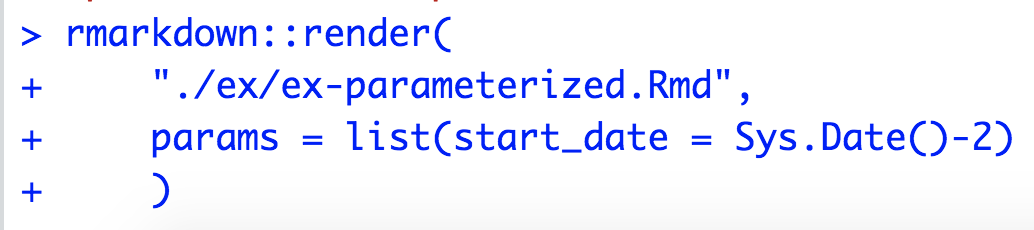 > rmarkdown::render(
+     "./ex/ex-parameterized.Rmd",
+     params = list(start_date = Sys.Date()-2)
+     )